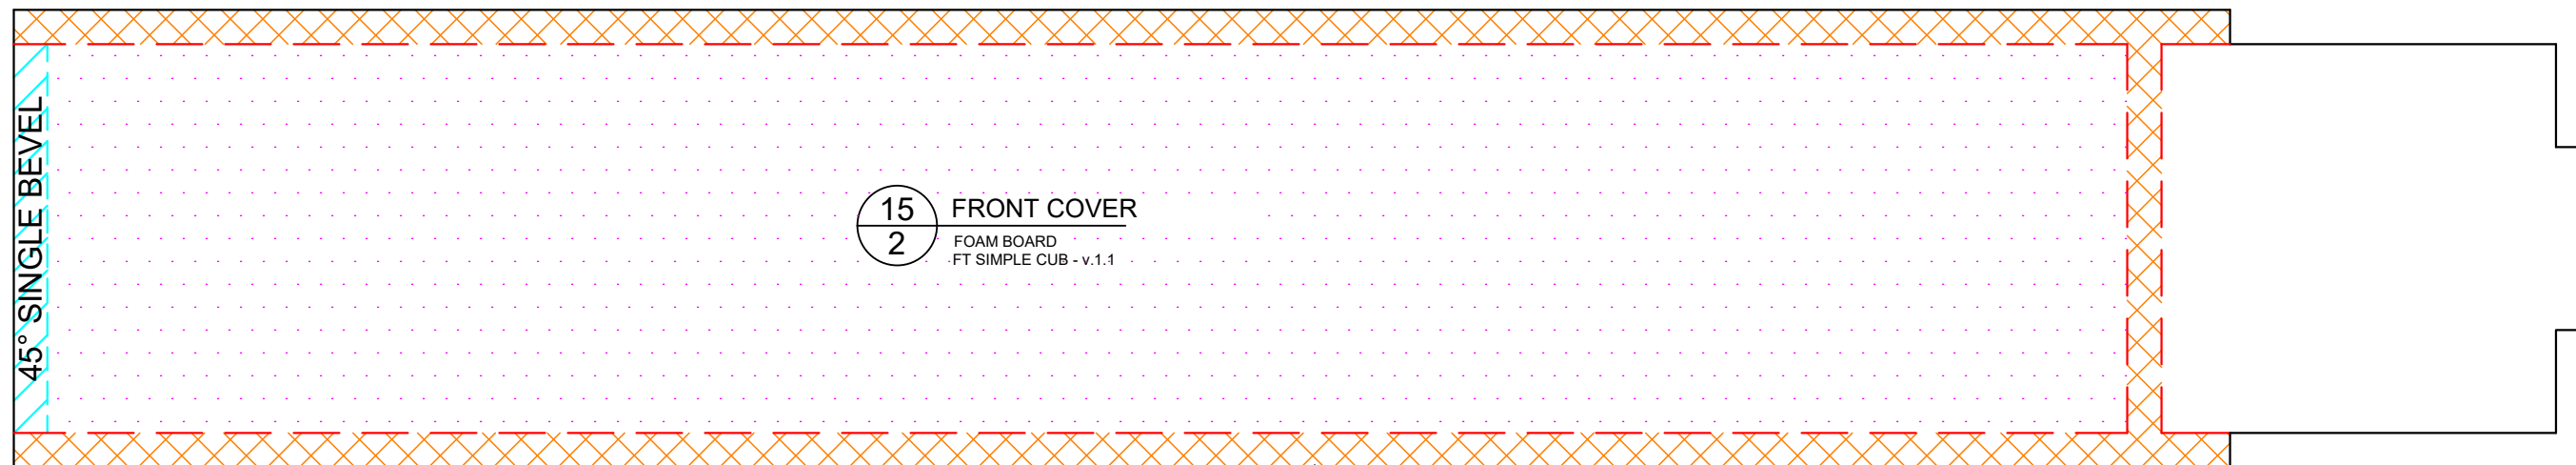 45° SINGLE BEVEL
15
2
FRONT COVER
FOAM BOARD
FT SIMPLE CUB - v.1.1